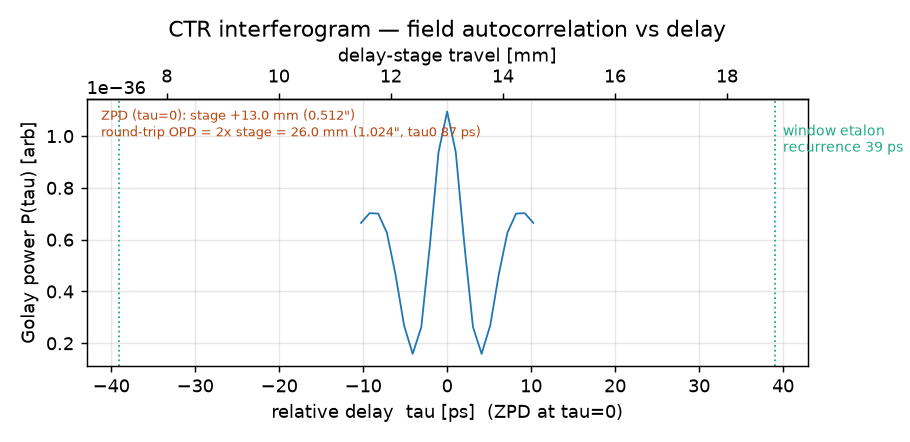 CTR interferogram — field autocorrelation vs delay
delay-stage travel [mm]
8 10 12 14 16 18
1e−36
ZPD (tau=0): stage +13.0 mm (0.512")
round-trip OPD = 2x stage = 26.0 mm (1.024", tau0 87 ps)
window etalon
recurrence 39 ps
Golay power P(tau) [arb]
1.0
0.8
0.6
0.4
0.2
−40 −30 −20 −10 0 10 20 30 40
relative delay  tau [ps]  (ZPD at tau=0)